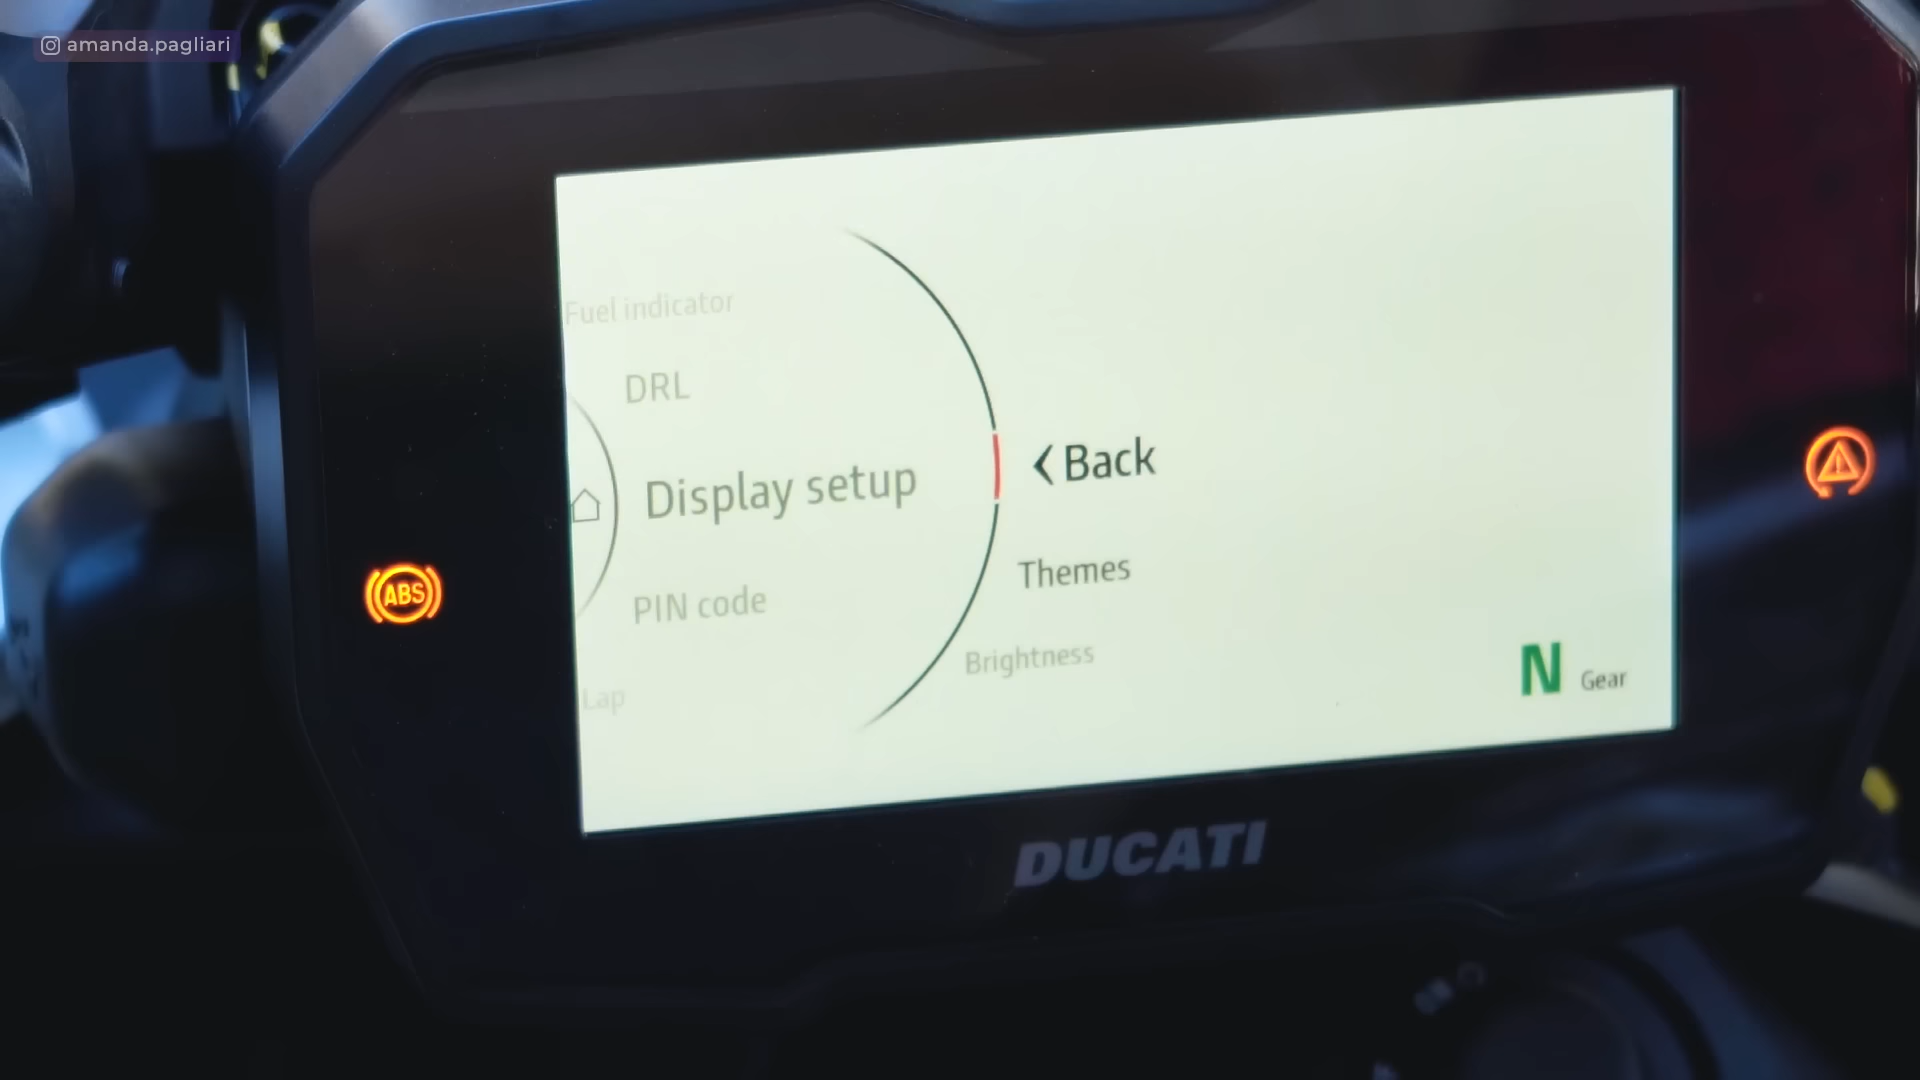 amanda.pagliari
Fuel indicator
DRL
Display setup
PIN code
Lap
Back
Themes
Brightness
N Gear
ABS
DUCATI